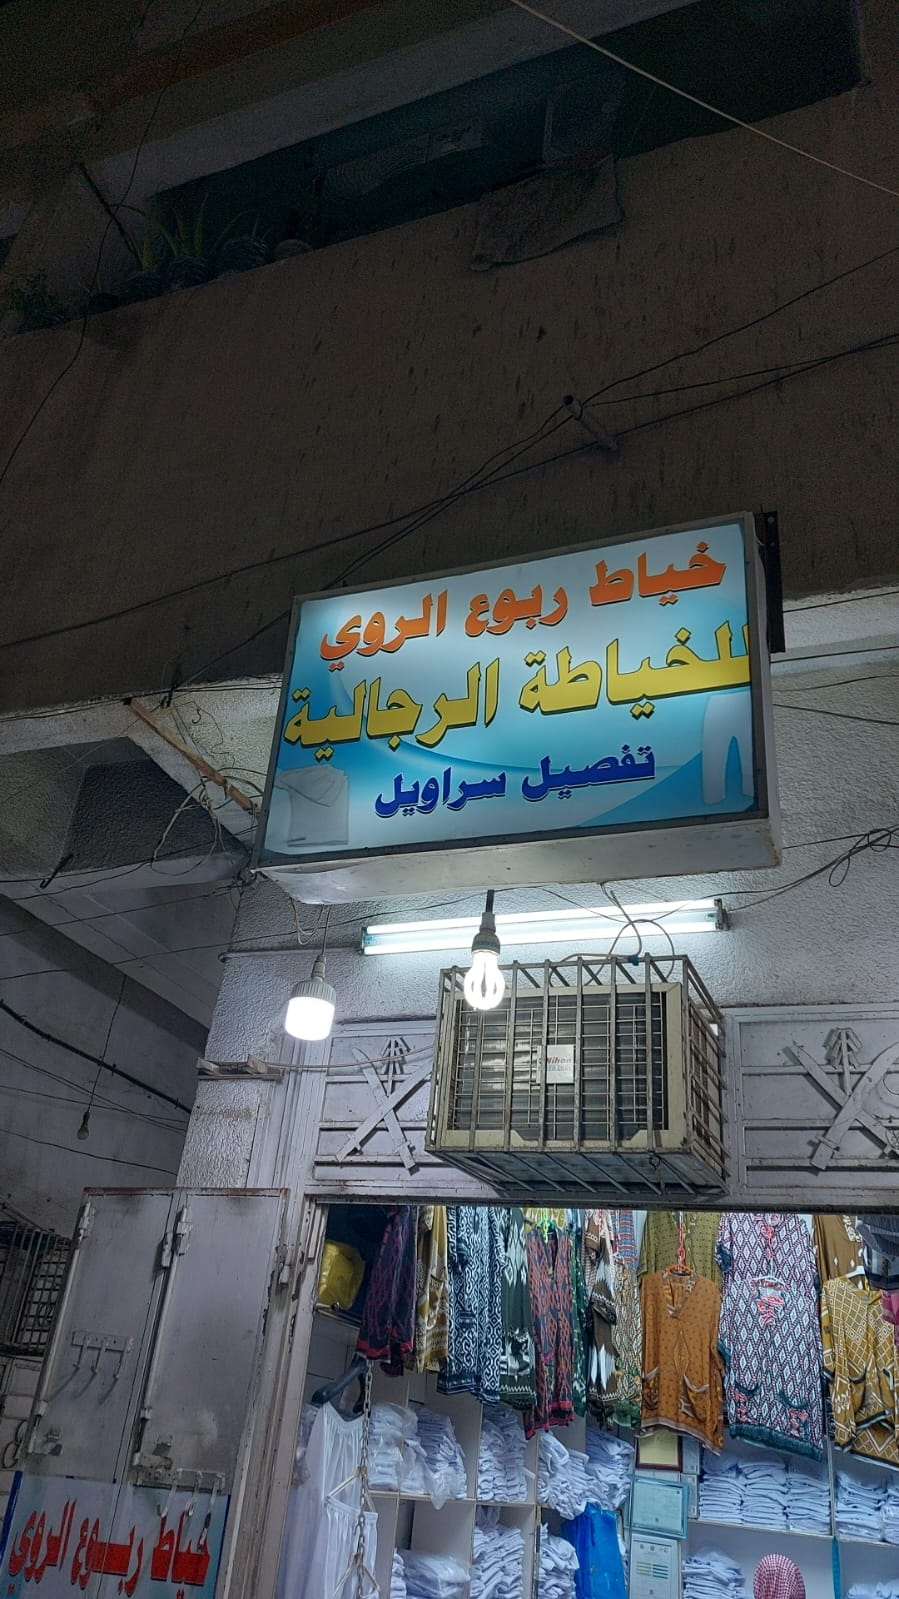 خياط ربوع الروي
للخياطة الرجالية
تفصيل سراويل
خياط ربوع الروي